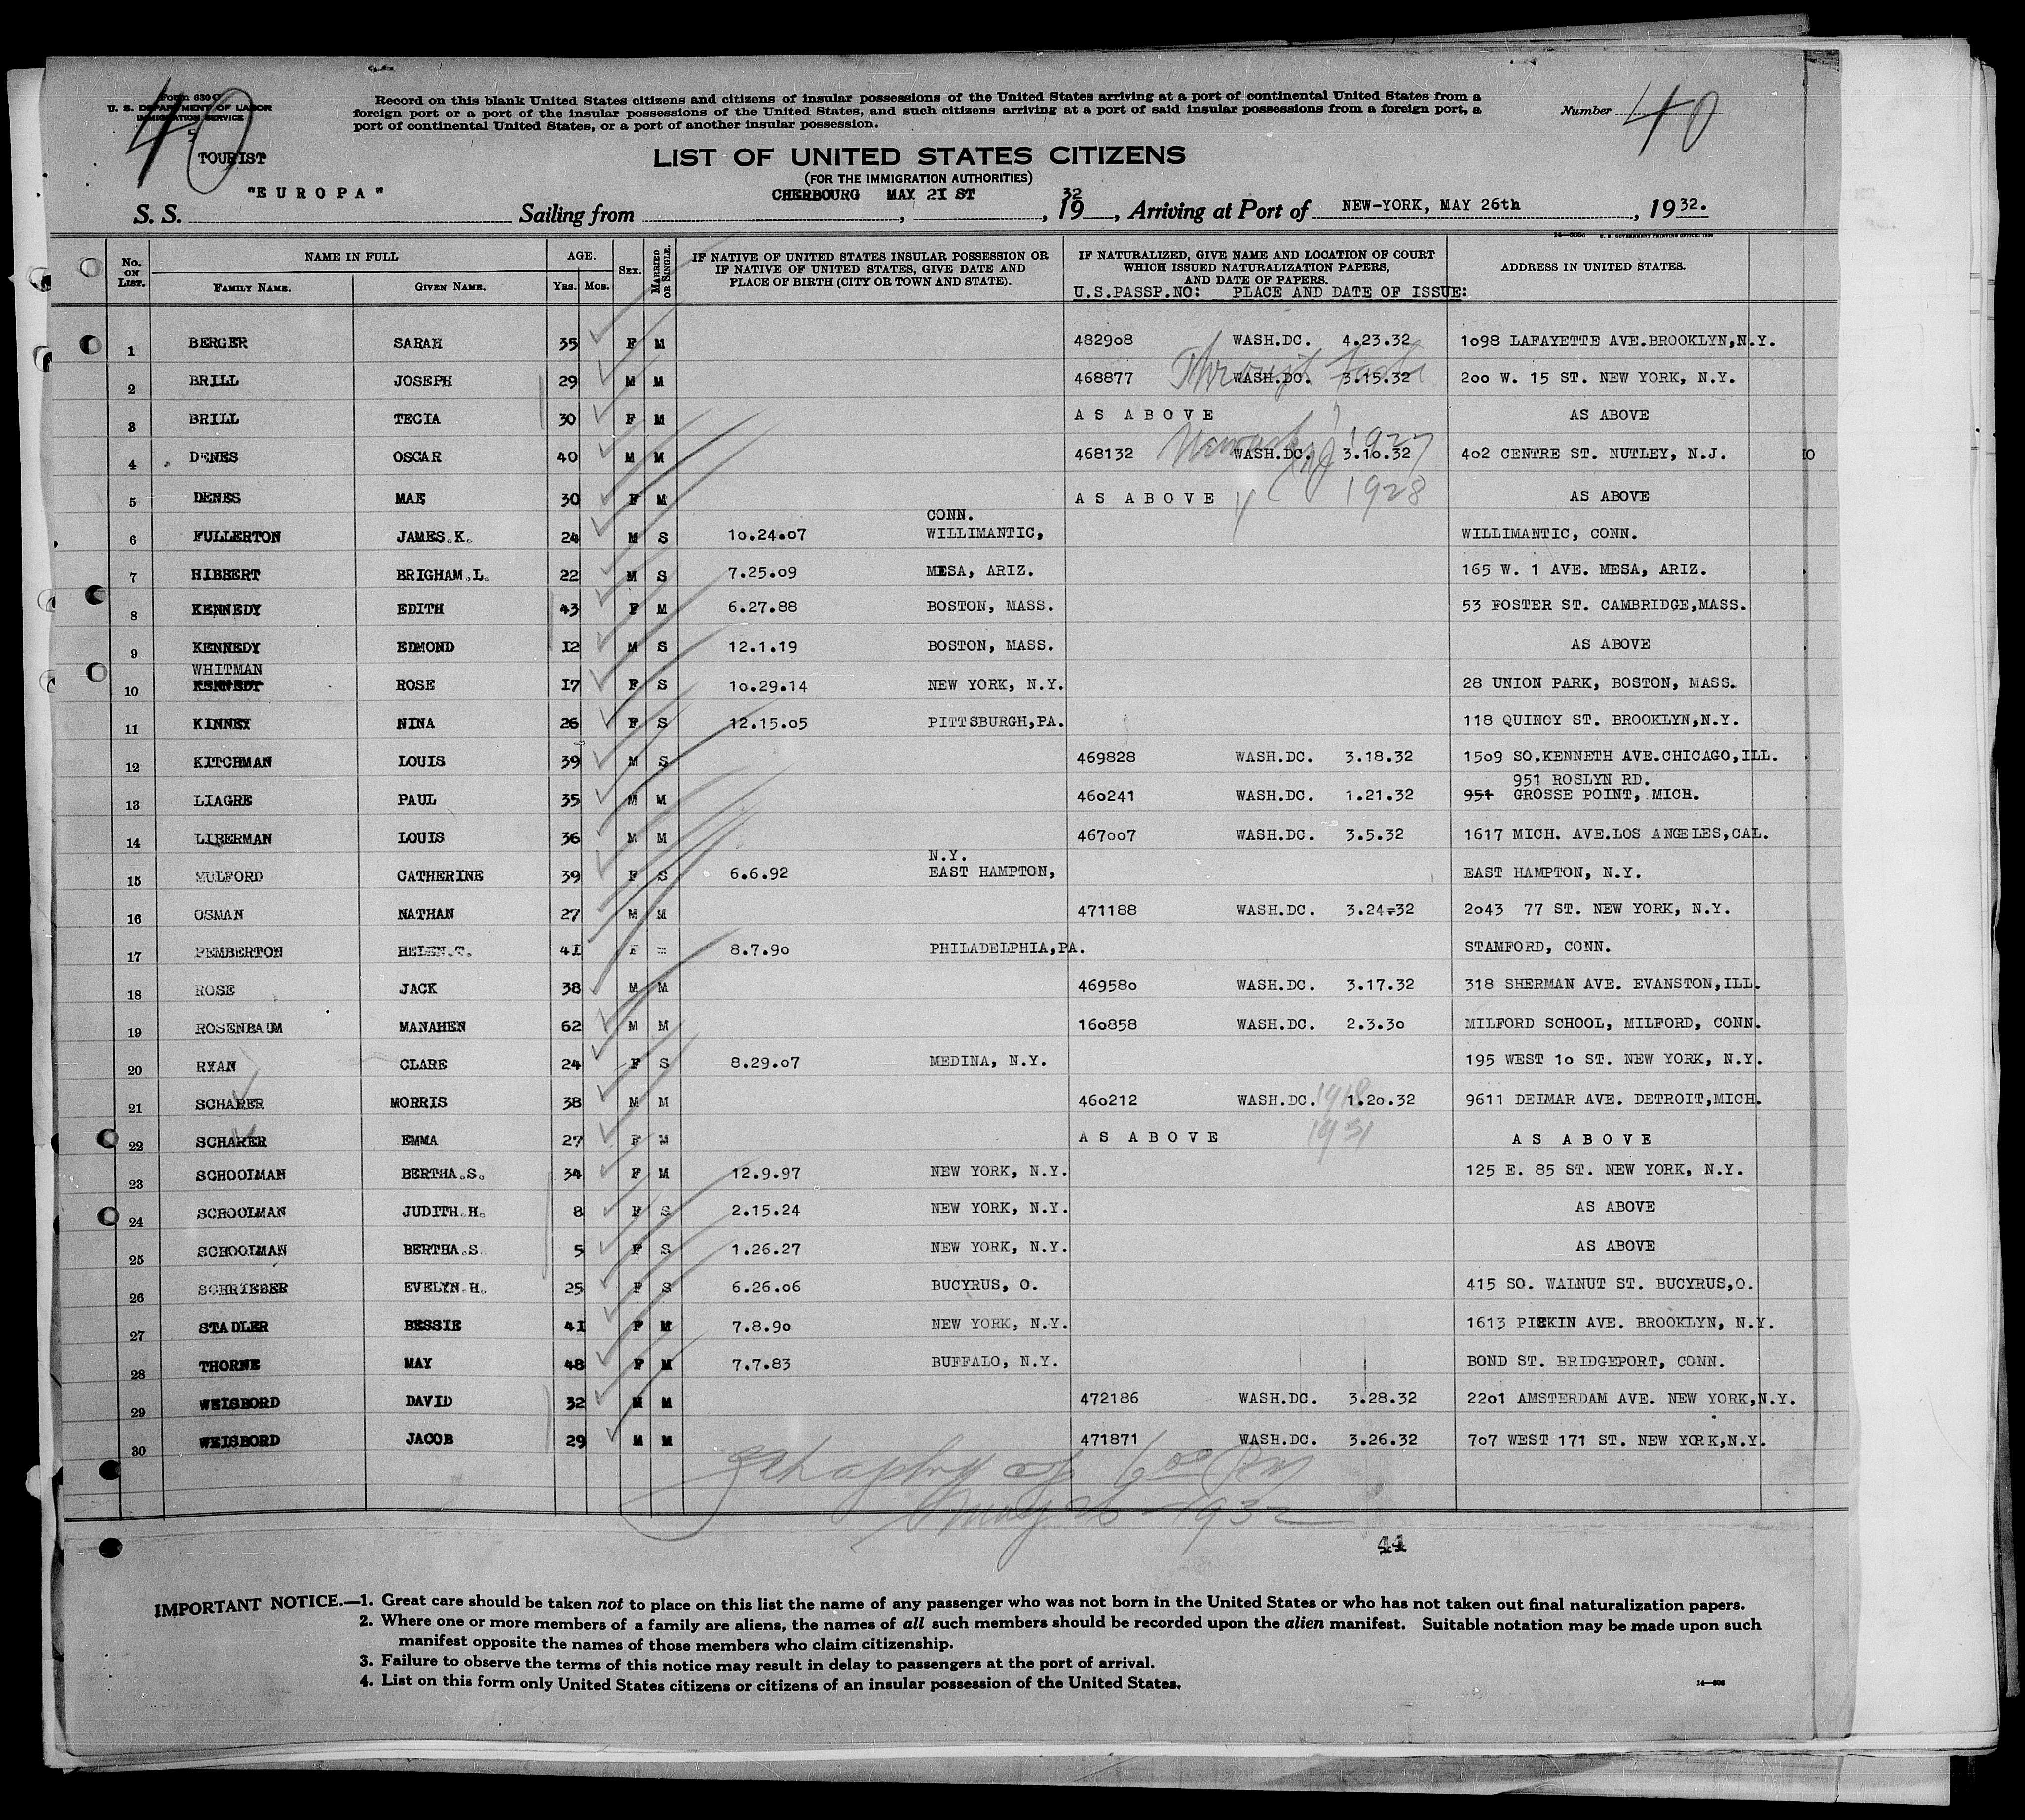 Form 630 C
U. S. DEPARTMENT OF LABOR
IMMIGRATION SERVICE
40
TOURIST
Record on this blank United States citizens and citizens of insular possessions of the United States arriving at a port of continental United States from a
foreign port or a port of the insular possessions of the United States, and such citizens arriving at a port of said insular possessions from a foreign port, a
port of continental United States, or a port of another insular possession.
Number 40
LIST OF UNITED STATES CITIZENS
(FOR THE IMMIGRATION AUTHORITIES)
S. S. "EUROPA" Sailing from CHERBOURG MAY 2I ST, 1932, Arriving at Port of NEW-YORK, MAY 26th, 1932.
No. ON LIST. NAME IN FULL FAMILY NAME. GIVEN NAME. AGE. YRS. MOS. SEX. MARRIED OR SINGLE. IF NATIVE OF UNITED STATES INSULAR POSSESSION OR IF NATIVE OF UNITED STATES, GIVE DATE AND PLACE OF BIRTH (CITY OR TOWN AND STATE). IF NATURALIZED, GIVE NAME AND LOCATION OF COURT WHICH ISSUED NATURALIZATION PAPERS, AND DATE OF PAPERS. ADDRESS IN UNITED STATES.
U.S.PASSP.NO: PLACE AND DATE OF ISSUE:
1 BERGER SARAH 35 F M 482908 WASH.DC. 4.23.32 1098 LAFAYETTE AVE.BROOKLYN,N.Y.
2 BRILL JOSEPH 29 M M 468877 WASH.DC. 3.15.32 200 W. 15 ST. NEW YORK, N.Y.
3 BRILL TECIA 30 F M AS ABOVE AS ABOVE
4 DENES OSCAR 40 M M 468132 WASH.DC. 3.10.32 402 CENTRE ST. NUTLEY, N.J.
1927
5 DENES MAE 30 F M AS ABOVE 1928 AS ABOVE
CONN.
6 FULLERTON JAMES.K. 24 M S 10.24.07 WILLIMANTIC, WILLIMANTIC, CONN.
7 HIBBERT BRIGHAM.L. 22 M S 7.25.09 MESA, ARIZ. 165 W. 1 AVE. MESA, ARIZ.
8 KENNEDY EDITH 43 F M 6.27.88 BOSTON, MASS. 53 FOSTER ST. CAMBRIDGE,MASS.
9 KENNEDY EDMOND I2 M S 12.1.19 BOSTON, MASS. AS ABOVE
WHITMAN
10 KENNEDY ROSE I7 F S 10.29.14 NEW YORK, N.Y. 28 UNION PARK, BOSTON, MASS.
11 KINNEY NINA 26 F S 12.15.05 PITTSBURGH,PA. 118 QUINCY ST. BROOKLYN,N.Y.
12 KITCHMAN LOUIS 39 M S 469828 WASH.DC. 3.18.32 1509 SO.KENNETH AVE.CHICAGO,ILL.
951 ROSLYN RD.
13 LIAGRE PAUL 35 M M 460241 WASH.DC. 1.21.32 951 GROSSE POINT, MICH.
14 LIBERMAN LOUIS 36 M M 467007 WASH.DC. 3.5.32 1617 MICH. AVE.LOS ANGELES,CAL.
N.Y.
15 MULFORD CATHERINE 39 F S 6.6.92 EAST HAMPTON, EAST HAMPTON, N.Y.
16 OSMAN NATHAN 27 M M 471188 WASH.DC. 3.24-32 2043 77 ST. NEW YORK, N.Y.
17 PEMBERTON HELEN.T. 4I F 8.7.90 PHILADELPHIA,PA. STAMFORD, CONN.
18 ROSE JACK 38 M M 469580 WASH.DC. 3.17.32 318 SHERMAN AVE. EVANSTON,ILL.
19 ROSENBAUM MANAHEN 62 M M 160858 WASH.DC. 2.3.30 MILFORD SCHOOL, MILFORD, CONN.
20 RYAN CLARE 24 F S 8.29.07 MEDINA, N.Y. 195 WEST 10 ST. NEW YORK, N.Y.
21 SCHARER MORRIS 38 M M 460212 WASH.DC. 1.20.32 9611 DEIMAR AVE. DETROIT,MICH.
22 SCHARER EMMA 27 F M AS ABOVE 1931 AS ABOVE
23 SCHOOLMAN BERTHA.S. 34 F M 12.9.97 NEW YORK, N.Y. 125 E. 85 ST. NEW YORK, N.Y.
24 SCHOOLMAN JUDITH.H. 8 F S 2.15.24 NEW YORK, N.Y. AS ABOVE
25 SCHOOLMAN BERTHA.S. 5 F S 1.26.27 NEW YORK, N.Y. AS ABOVE
26 SCHRIEBER EVELYN.H. 25 F S 6.26.06 BUCYRUS, O. 415 SO. WALNUT ST. BUCYRUS,O.
27 STADLER BESSIE 4I F M 7.8.90 NEW YORK, N.Y. 1613 PIEKIN AVE. BROOKLYN, N.Y.
28 THORNE MAY 48 F M 7.7.83 BUFFALO, N.Y. BOND ST. BRIDGEPORT, CONN.
29 WEISBORD DAVID 32 M M 472186 WASH.DC. 3.28.32 2201 AMSTERDAM AVE. NEW YORK,N.Y.
30 WEISBORD JACOB 29 M M 471871 WASH.DC. 3.26.32 707 WEST 171 ST. NEW YORK,N.Y.
May 26 - 1932
44
IMPORTANT NOTICE.—1. Great care should be taken not to place on this list the name of any passenger who was not born in the United States or who has not taken out final naturalization papers.
2. Where one or more members of a family are aliens, the names of all such members should be recorded upon the alien manifest. Suitable notation may be made upon such
manifest opposite the names of those members who claim citizenship.
3. Failure to observe the terms of this notice may result in delay to passengers at the port of arrival.
4. List on this form only United States citizens or citizens of an insular possession of the United States.